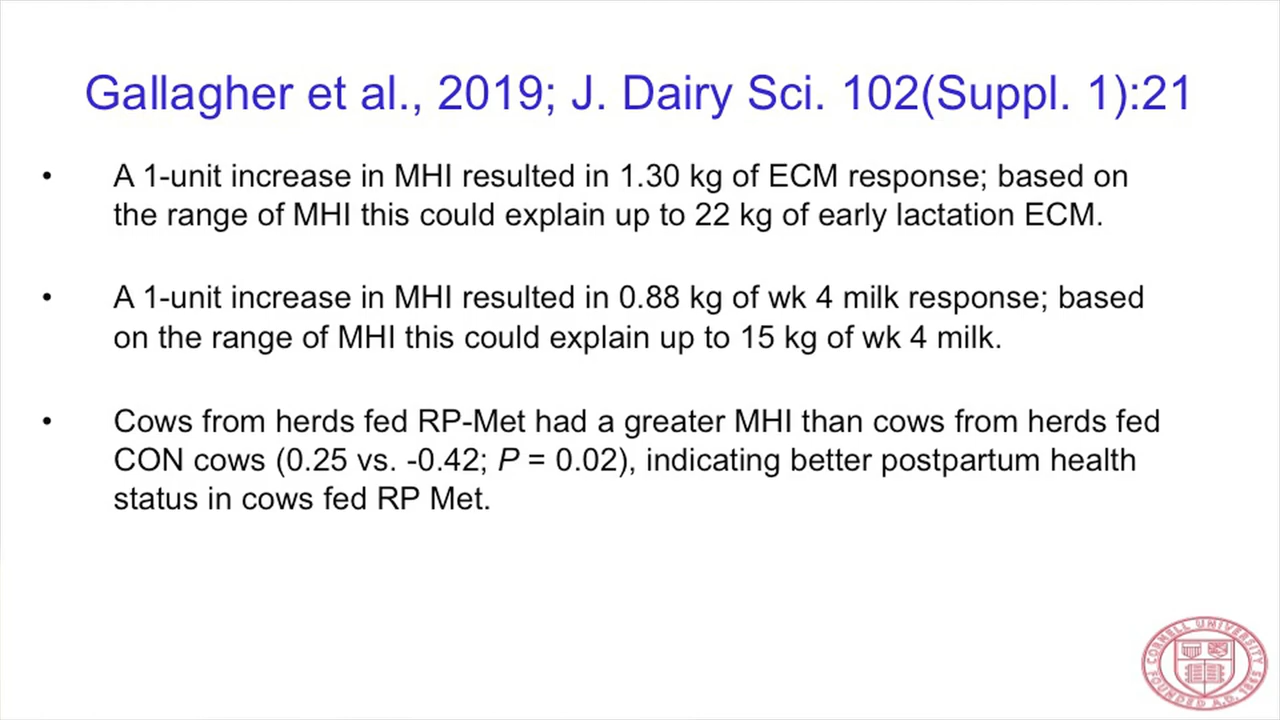 Gallagher et al., 2019; J. Dairy Sci. 102(Suppl. 1):21
• A 1-unit increase in MHI resulted in 1.30 kg of ECM response; based on
the range of MHI this could explain up to 22 kg of early lactation ECM.
• A 1-unit increase in MHI resulted in 0.88 kg of wk 4 milk response; based
on the range of MHI this could explain up to 15 kg of wk 4 milk.
• Cows from herds fed RP-Met had a greater MHI than cows from herds fed
CON cows (0.25 vs. -0.42; P = 0.02), indicating better postpartum health
status in cows fed RP Met.
CORNELL UNIVERSITY
FOUNDED A.D. 1865